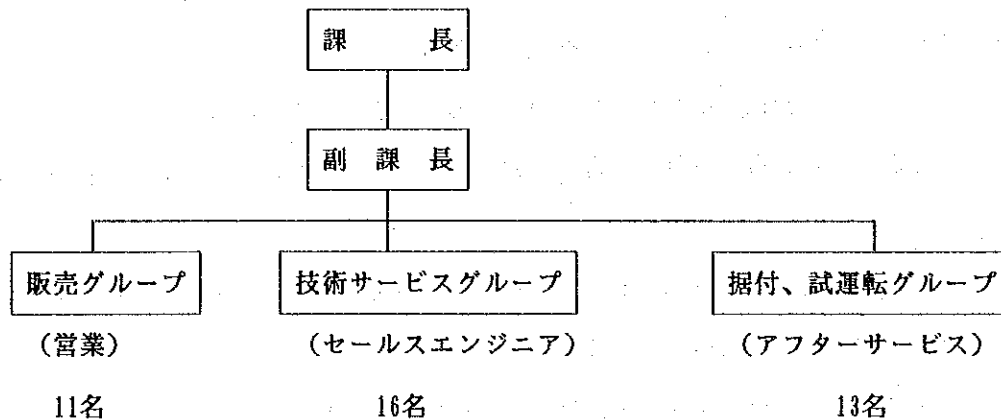 課長
副課長
販売グループ
技術サービスグループ
据付、試運転グループ
(営業)
(セールスエンジニア)
(アフターサービス)
11名
16名
13名